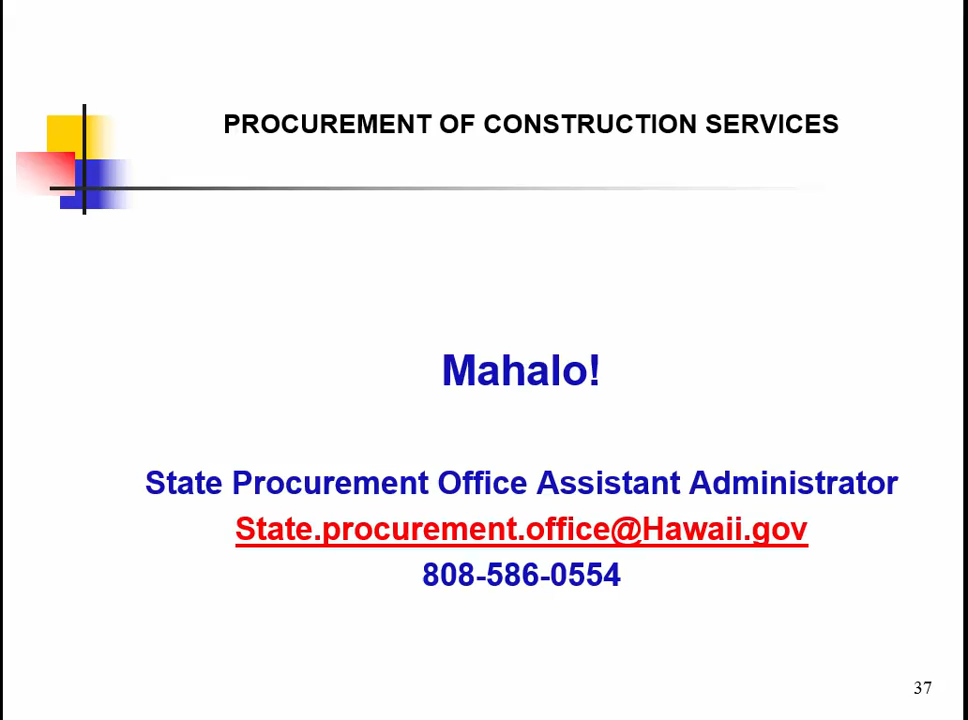 PROCUREMENT OF CONSTRUCTION SERVICES
Mahalo!
State Procurement Office Assistant Administrator
State.procurement.office@Hawaii.gov
808-586-0554
37